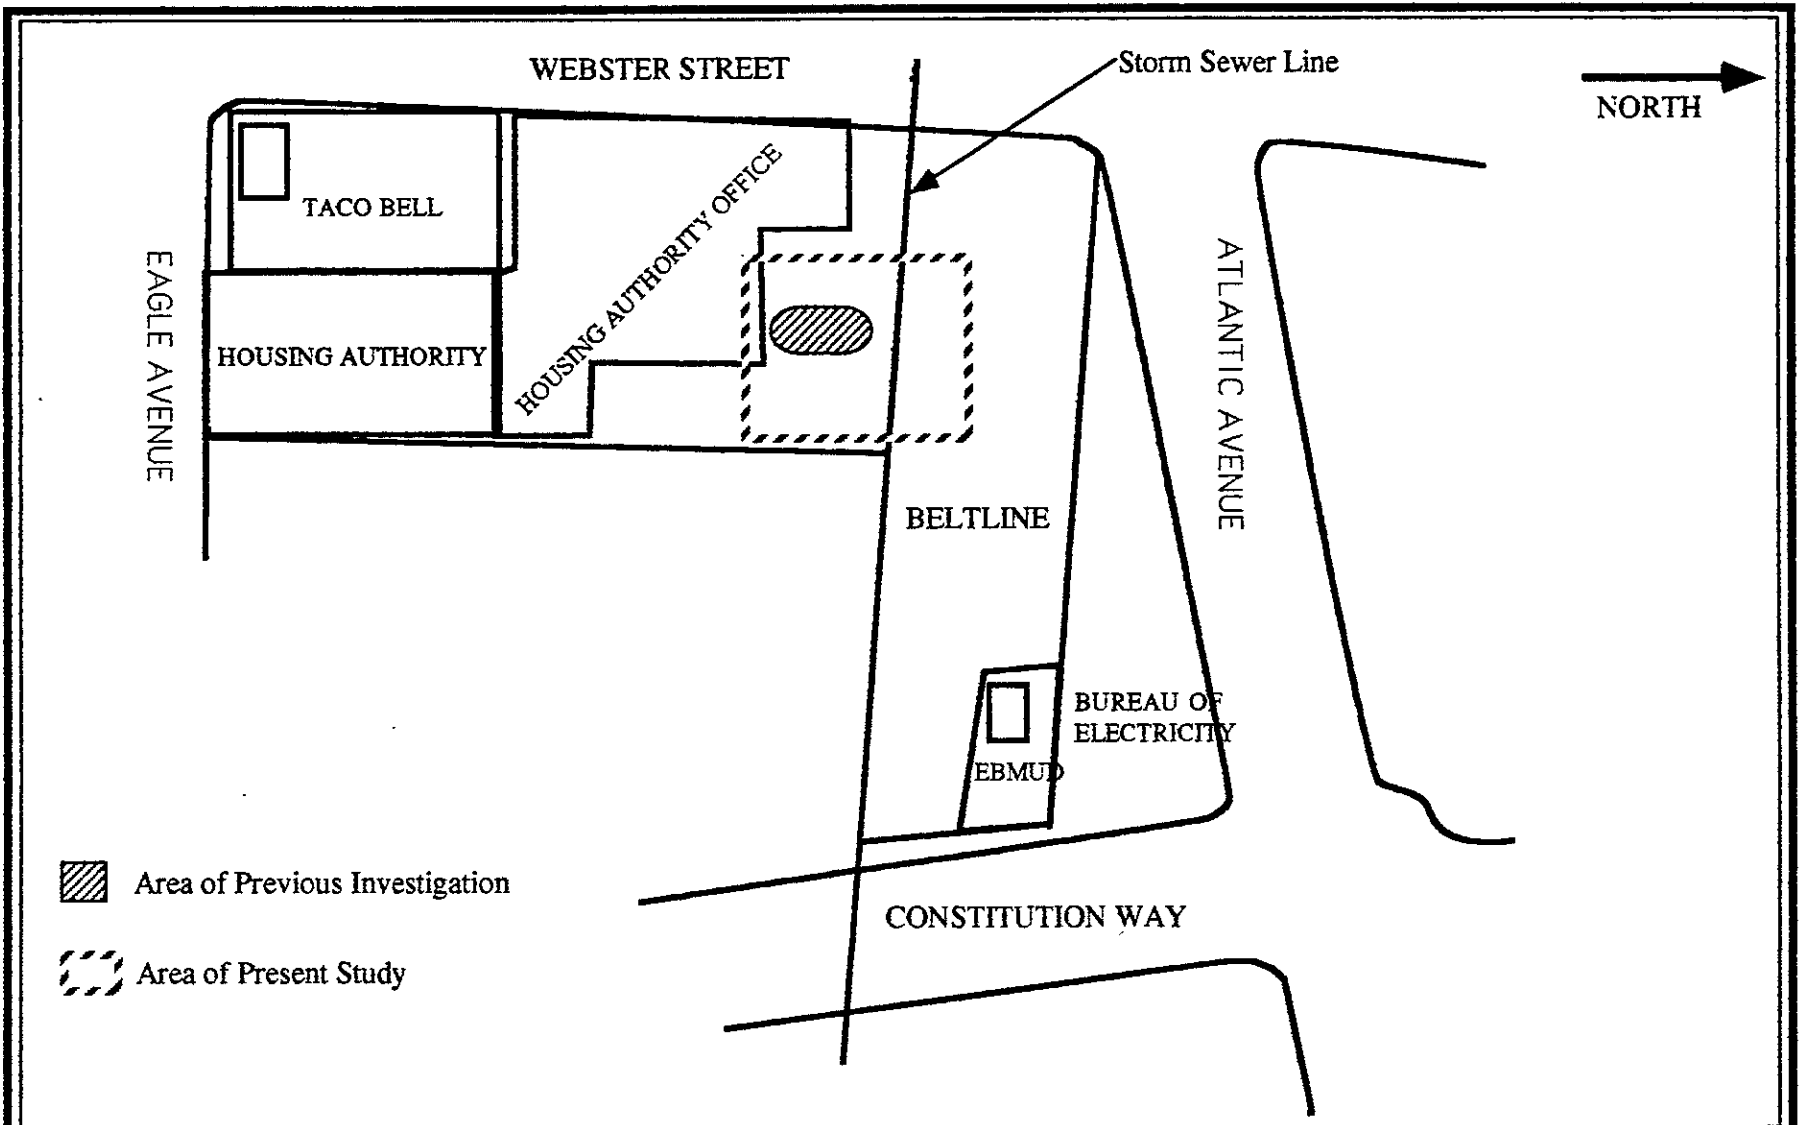 WEBSTER STREET
Storm Sewer Line
NORTH
TACO BELL
HOUSING AUTHORITY OFFICE
EAGLE AVENUE
HOUSING AUTHORITY
ATLANTIC AVENUE
BELTLINE
BUREAU OF
ELECTRICITY
EBMUD
Area of Previous Investigation
CONSTITUTION WAY
Area of Present Study